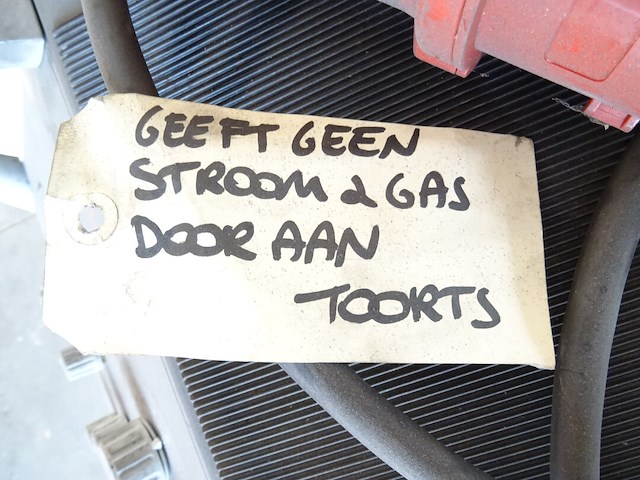 GEEFT GEEN
STROOM & GAS
DOOR AAN
TOORTS